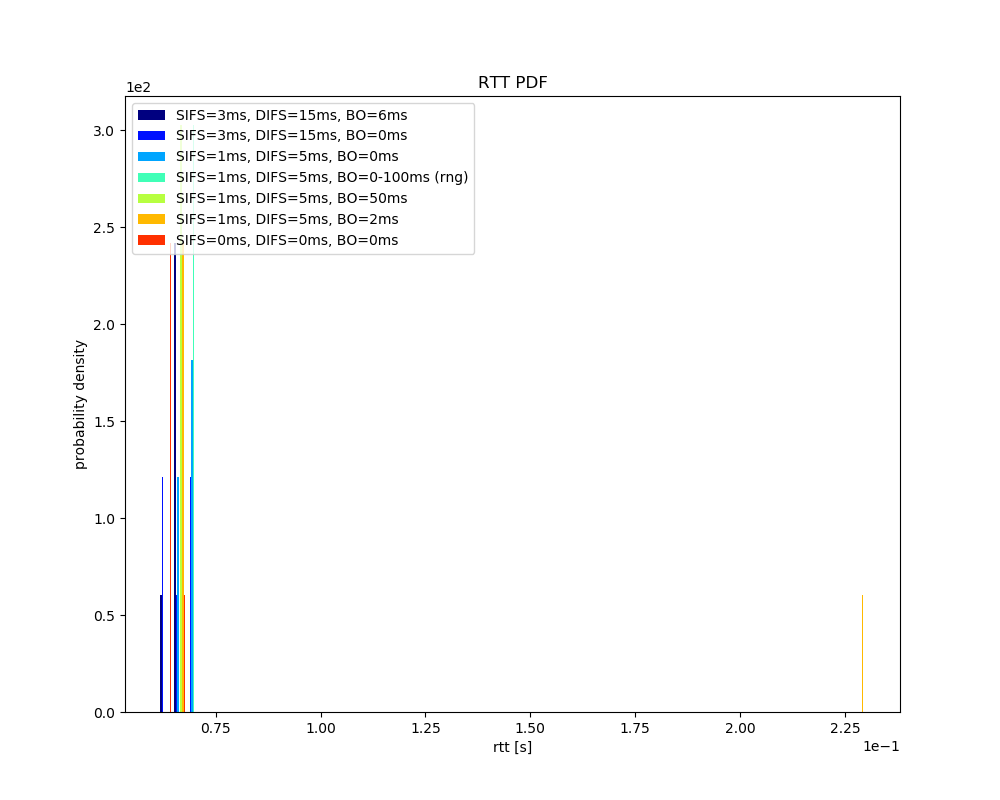 RTT PDF
1e2
SIFS=3ms, DIFS=15ms, BO=6ms
SIFS=3ms, DIFS=15ms, BO=0ms
SIFS=1ms, DIFS=5ms, BO=0ms
SIFS=1ms, DIFS=5ms, BO=0-100ms (rng)
SIFS=1ms, DIFS=5ms, BO=50ms
SIFS=1ms, DIFS=5ms, BO=2ms
SIFS=0ms, DIFS=0ms, BO=0ms
3.0
2.5
2.0
1.5
1.0
0.5
0.0
probability density
0.75 1.00 1.25 1.50 1.75 2.00 2.25
rtt [s]
1e−1